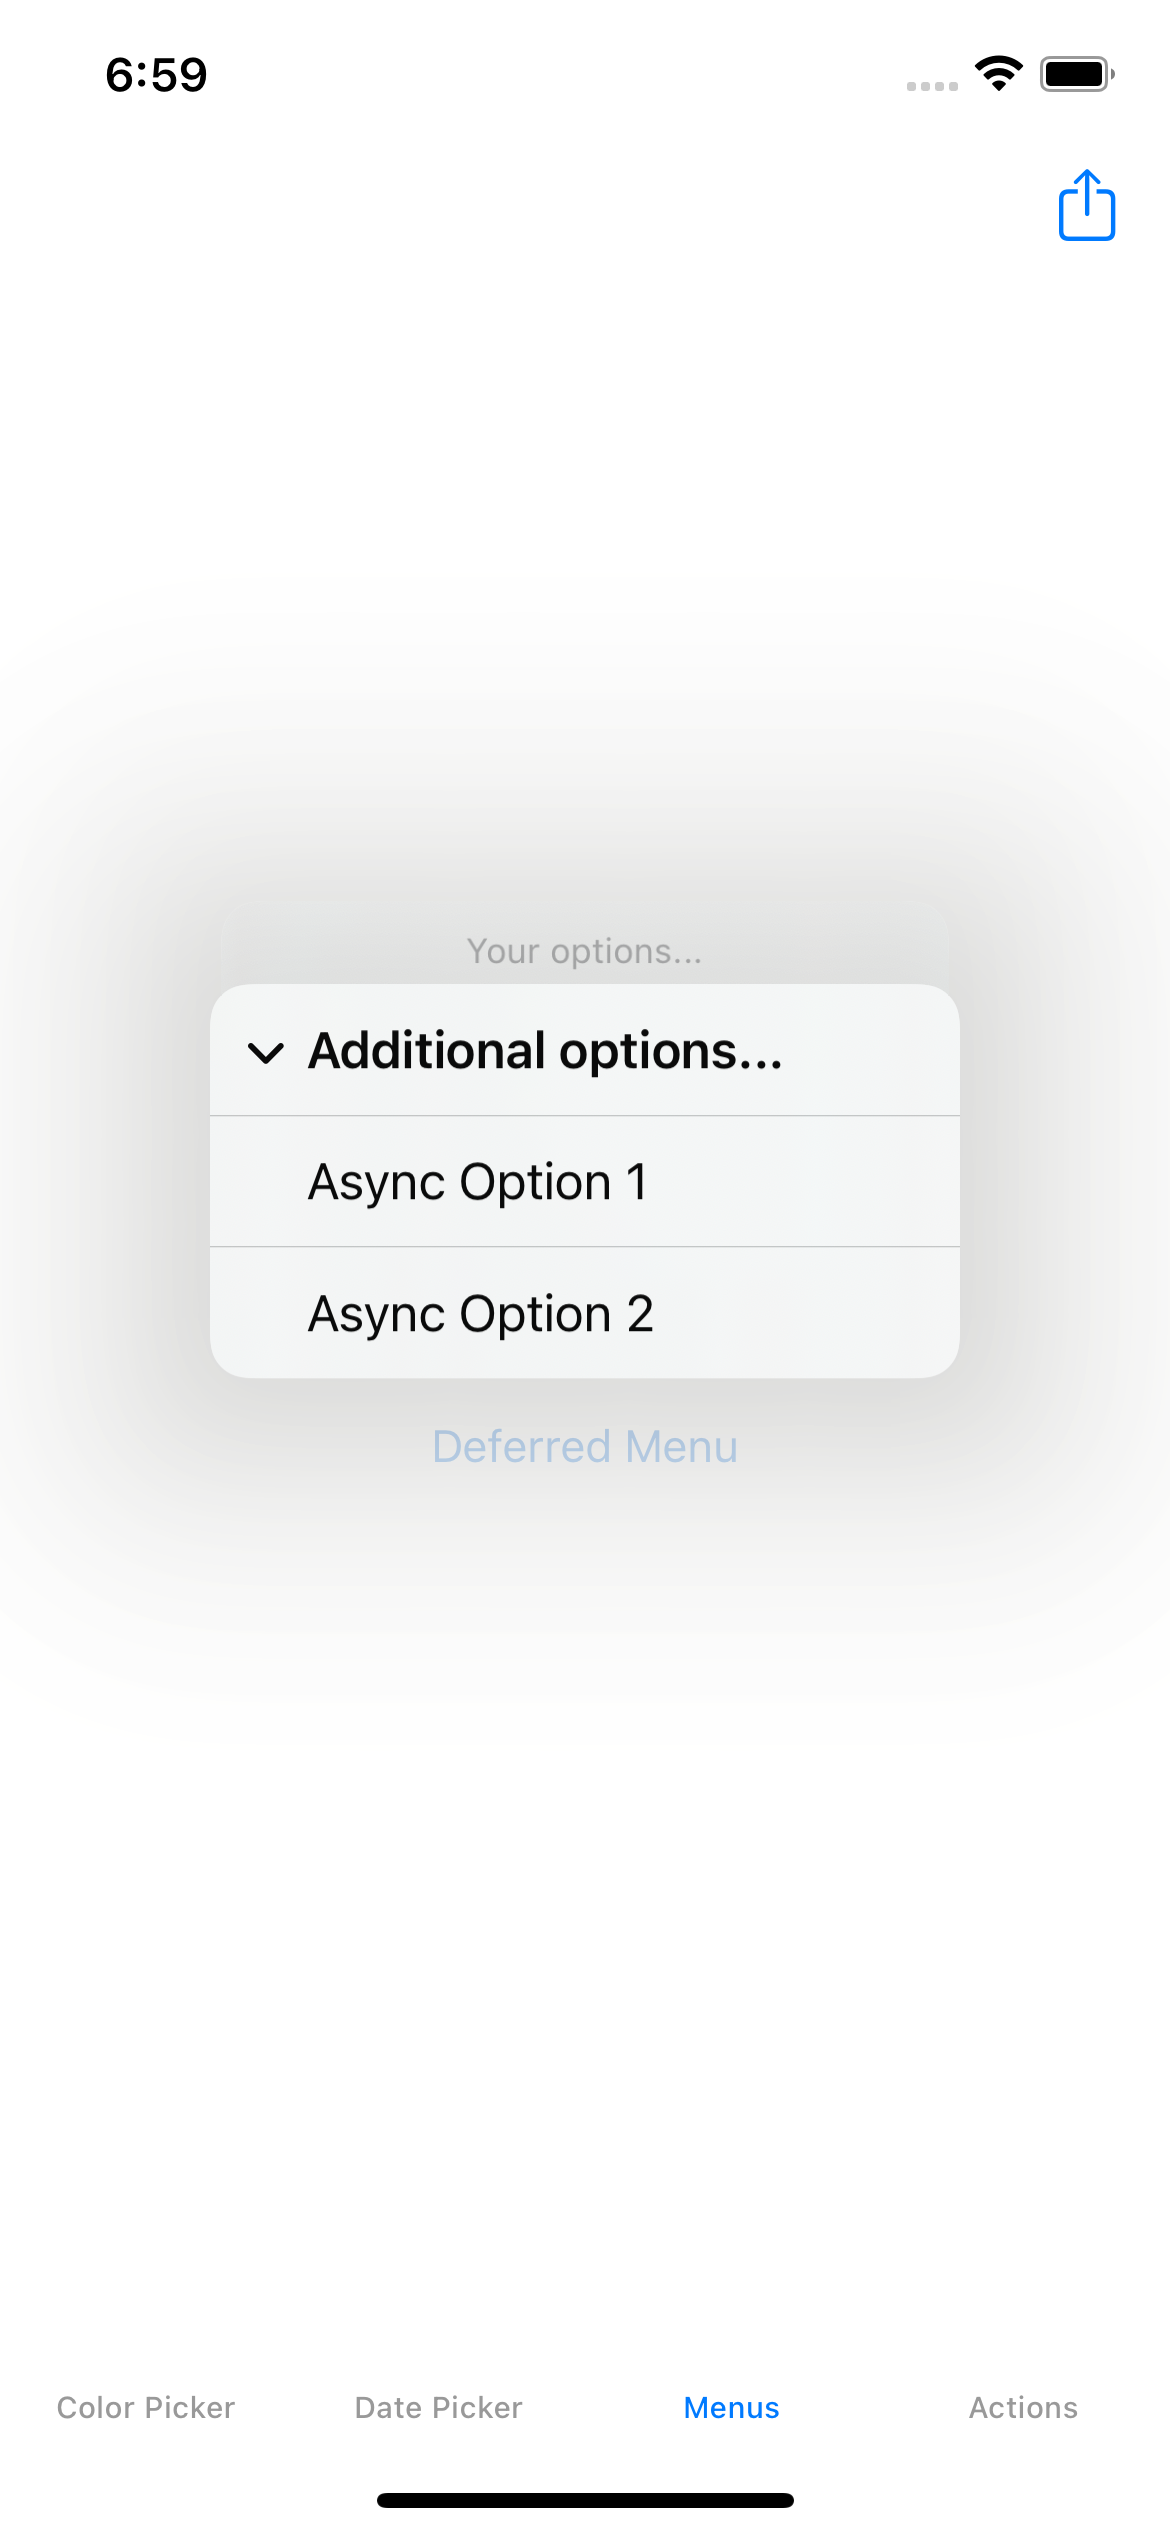 6:59
Your options...
Additional options...
Async Option 1
Async Option 2
Deferred Menu
Color Picker Date Picker Menus Actions